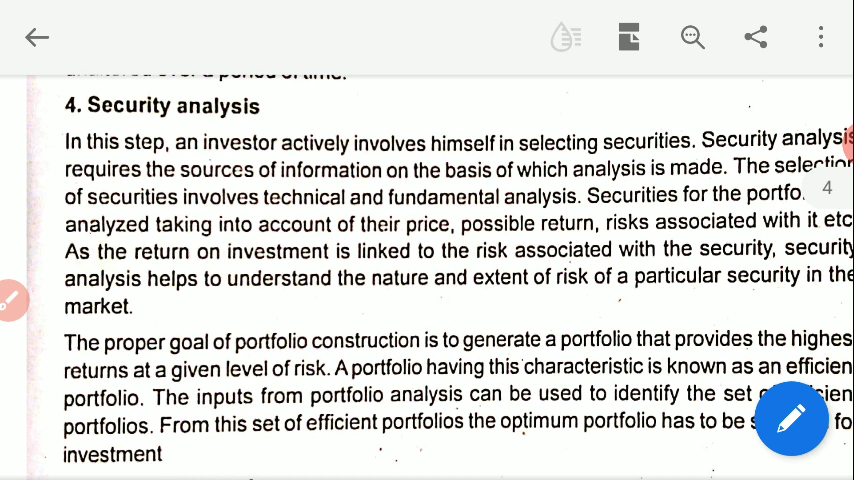 4. Security analysis
In this step, an investor actively involves himself in selecting securities. Security analysis
requires the sources of information on the basis of which analysis is made. The selection
of securities involves technical and fundamental analysis. Securities for the
4
analyzed taking into account of their price, possible return, risks associated with it etc
As the return on investment is linked to the risk associated with the security, security
analysis helps to understand the nature and extent of risk of a particular security in the
market.
The proper goal of portfolio construction is to generate a portfolio that provides the highes
returns at a given level of risk. A portfolio having this characteristic is known as an efficien
portfolio. The inputs from portfolio analysis can be used to identify the set
portfolios. From this set of efficient portfolios the optimum portfolio has to be fo
investment